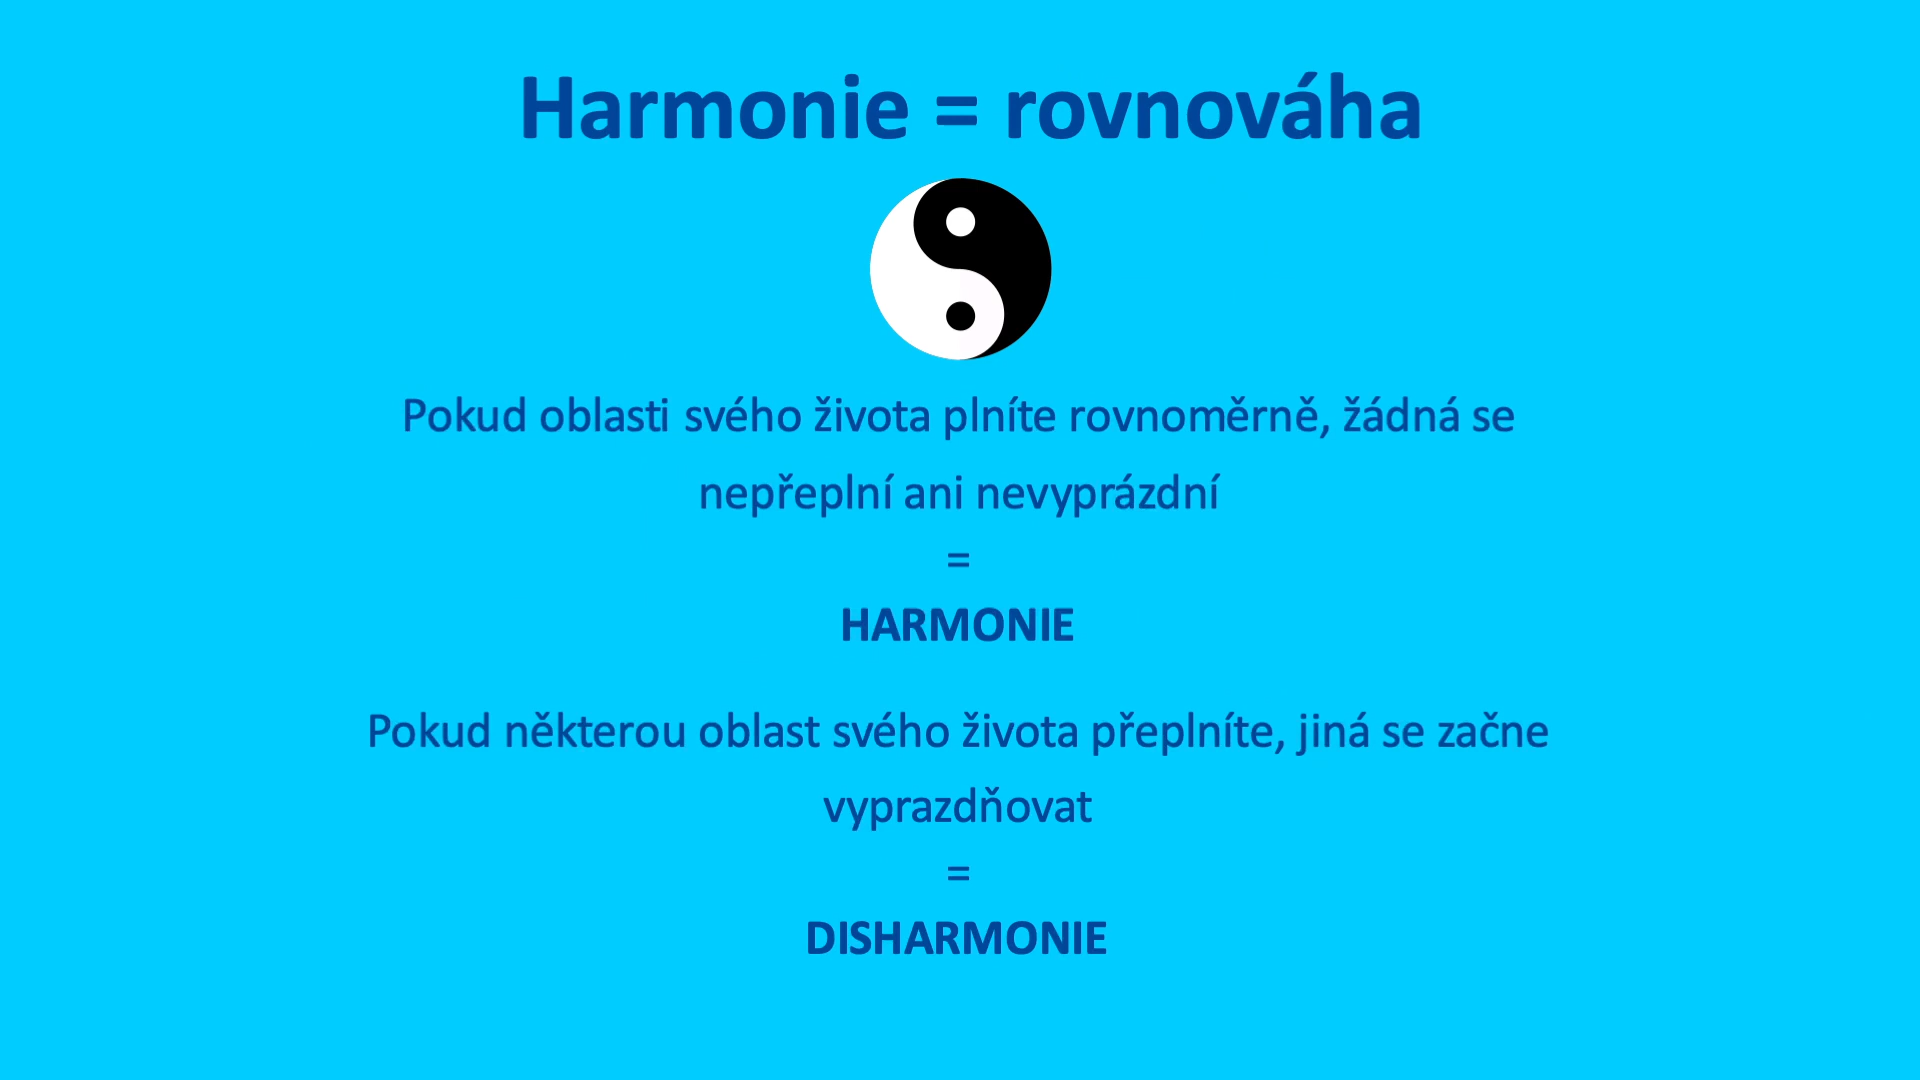 Harmonie = rovnováha
Pokud oblasti svého života plníte rovnoměrně, žádná se
nepřeplní ani nevyprázdní
=
HARMONIE
Pokud některou oblast svého života přeplníte, jiná se začne
vyprazdňovat
=
DISHARMONIE